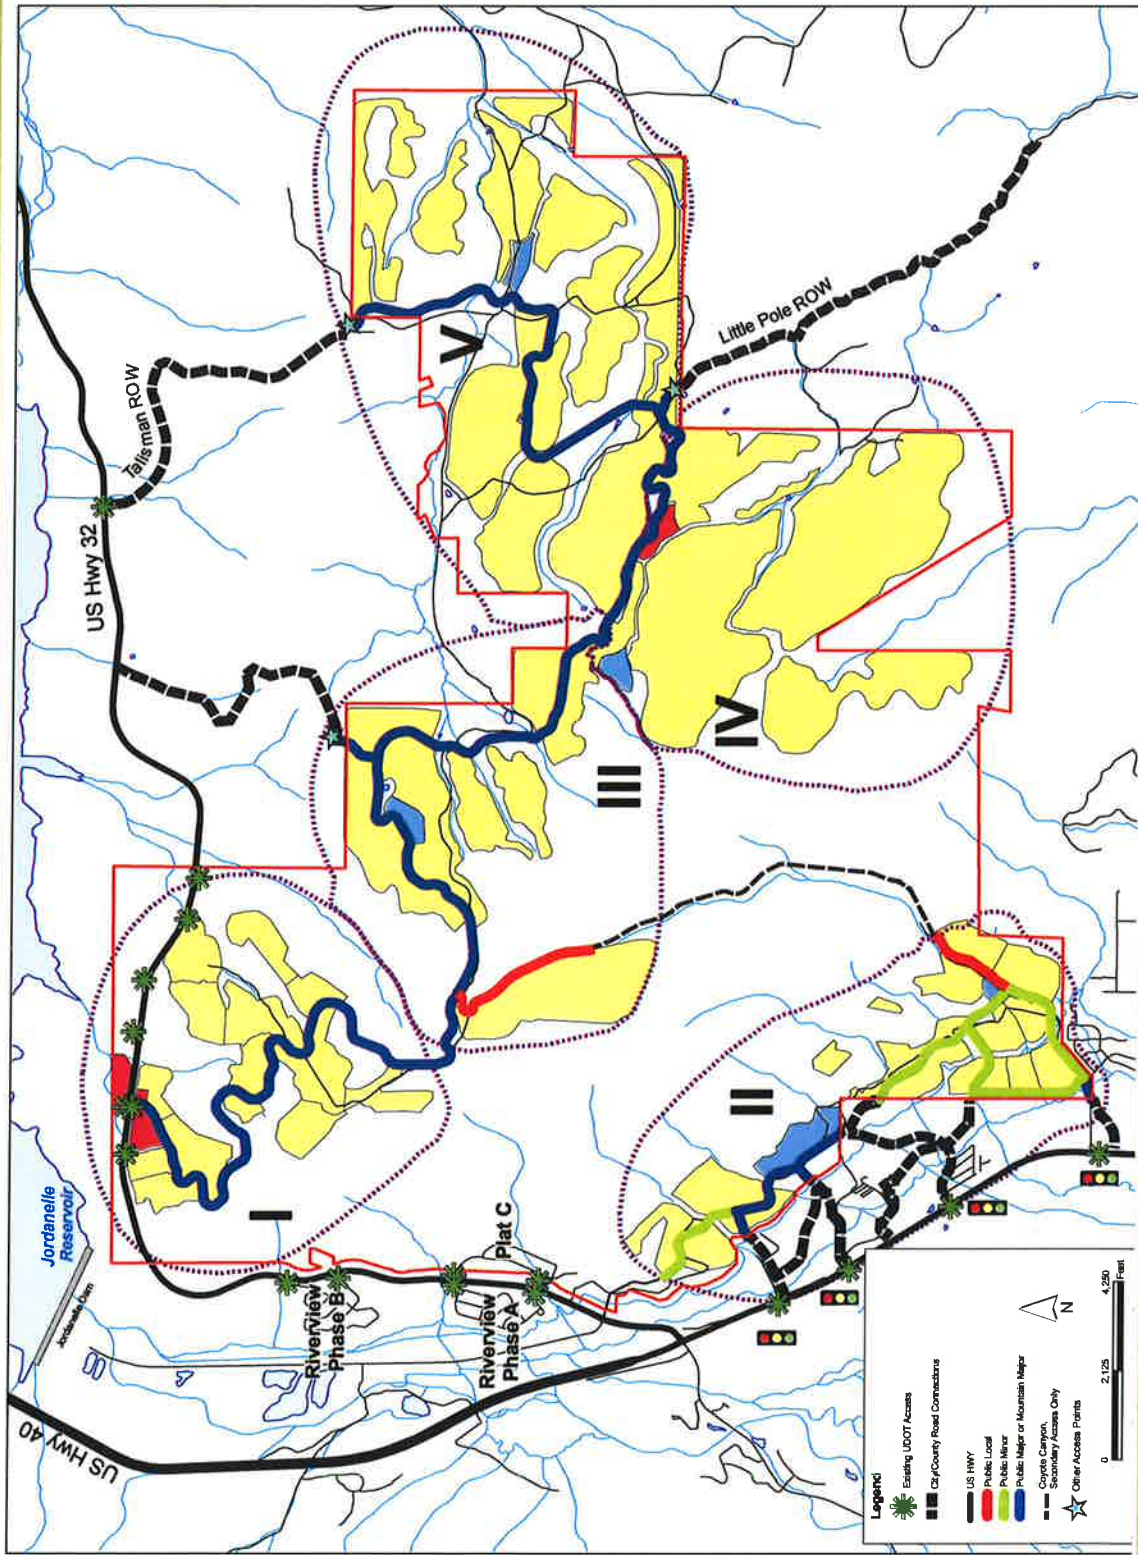 US Hwy 32
Talisman ROW
Little Pole ROW
V
Jordanelle
Reservoir
Jordanelle Dam
US Hwy 40
I
III
IV
II
Riverview
Phase B
Plat C
Riverview
Phase A
Legend
Existing UDOT Access
City/County Road Connections
US HWY
Public Local
Public Minor
Public Major or Mountain Major
Coyote Canyon,
Secondary Access Only
Other Access Points
N
0 2,125 4,250
Feet